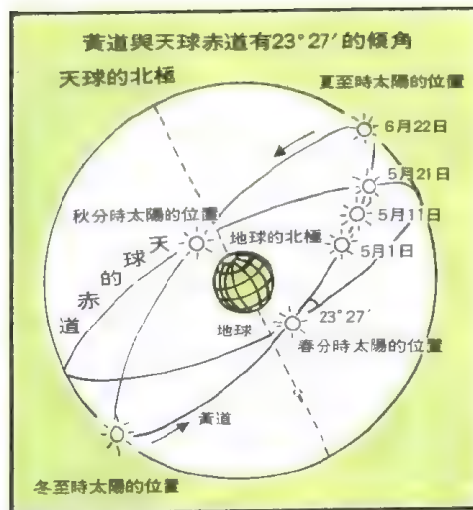 黃道與天球赤道有23°27′的傾角
天球的北極
夏至時太陽的位置
6月22日
5月21日
秋分時太陽的位置
5月11日
地球的北極
5月1日
天球的赤道
23°27′
地球
春分時太陽的位置
黃道
冬至時太陽的位置